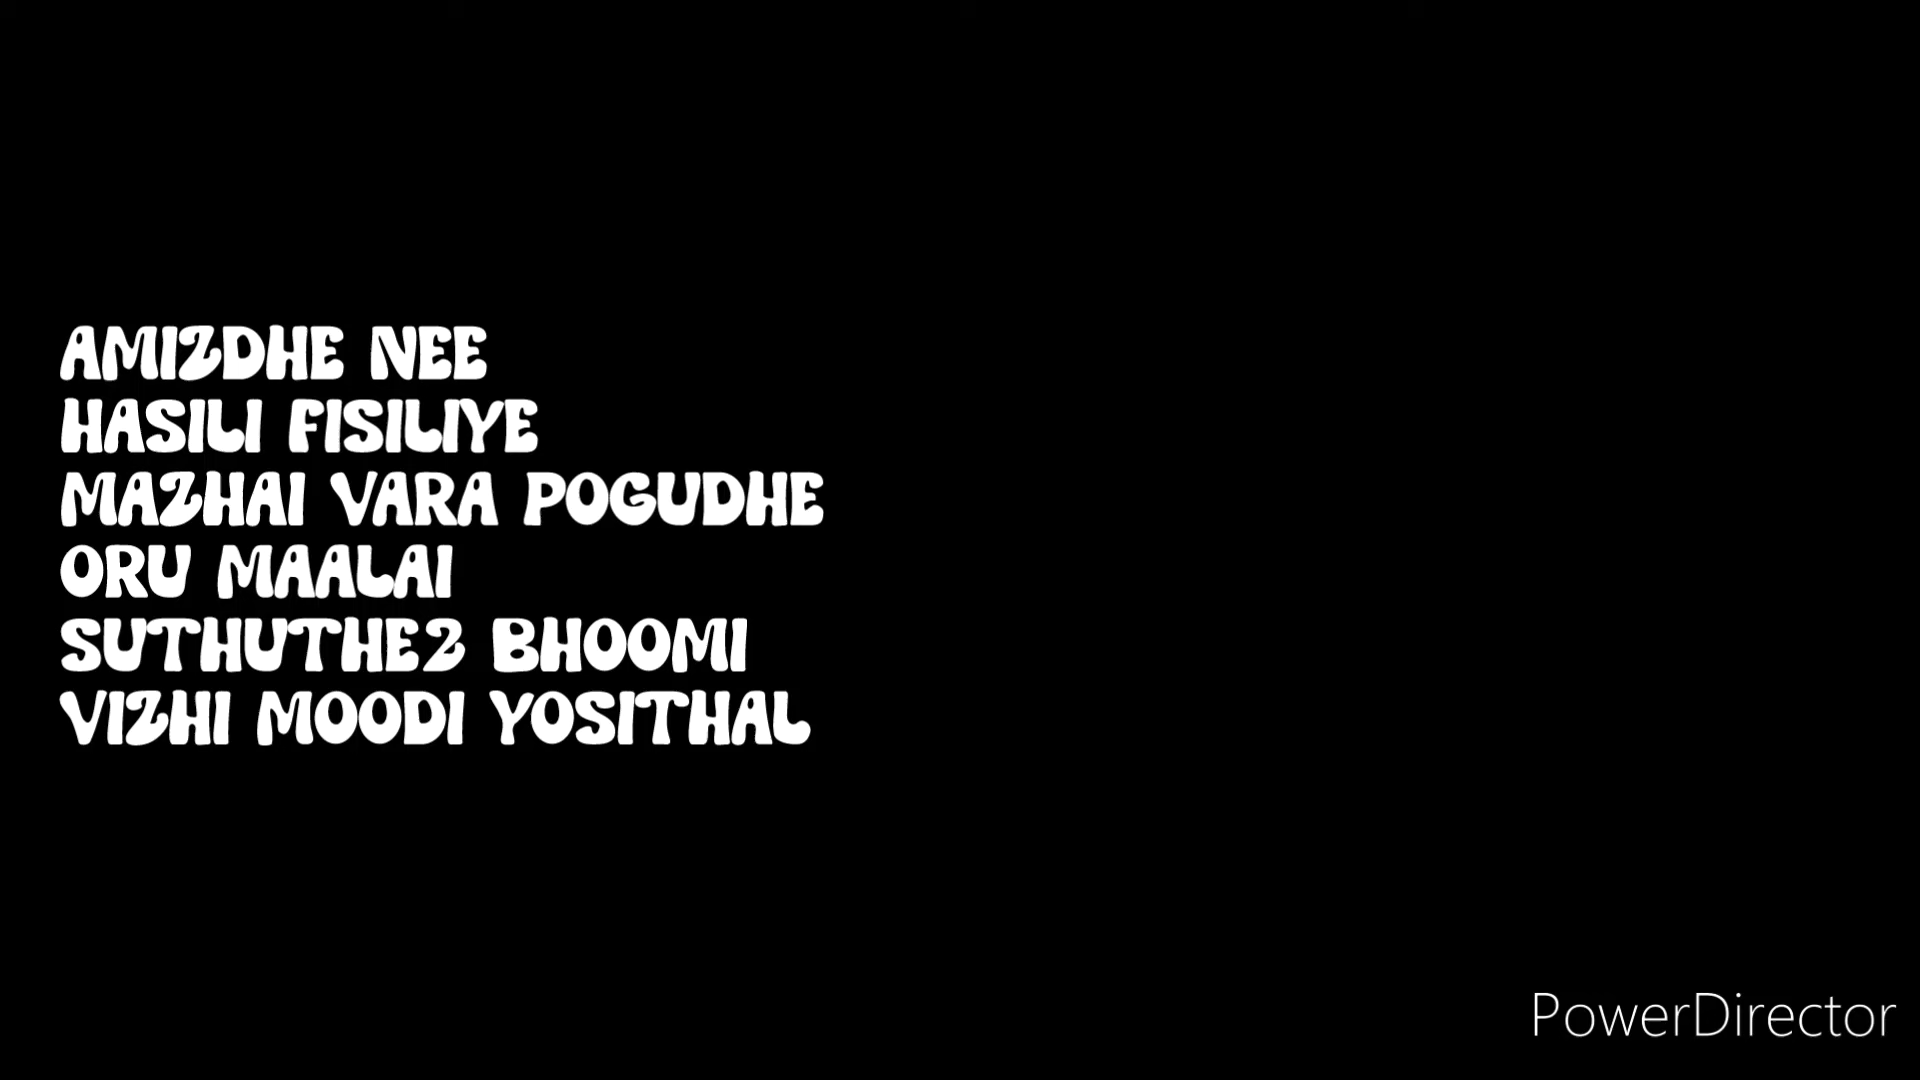 AMIZDHE NEE
HASILI FISILIYE
MAZHAI VARA POGUDHE
ORU MAALAI
SUTHUTHE2 BHOOMI
VIZHI MOODI YOSITHAL
PowerDirector